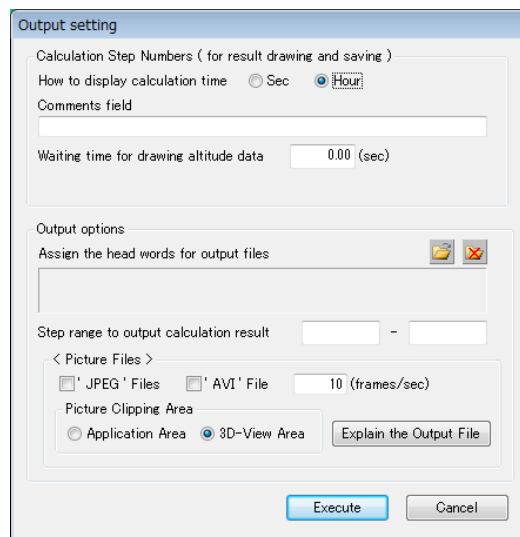 Output setting
Calculation Step Numbers ( for result drawing and saving )
How to display calculation time Sec Hour
Comments field
Waiting time for drawing altitude data 0.00 (sec)
Output options
Assign the head words for output files
Step range to output calculation result -
< Picture Files >
' JPEG ' Files ' AVI ' File 10 (frames/sec)
Picture Clipping Area
Application Area 3D-View Area Explain the Output File
Execute Cancel